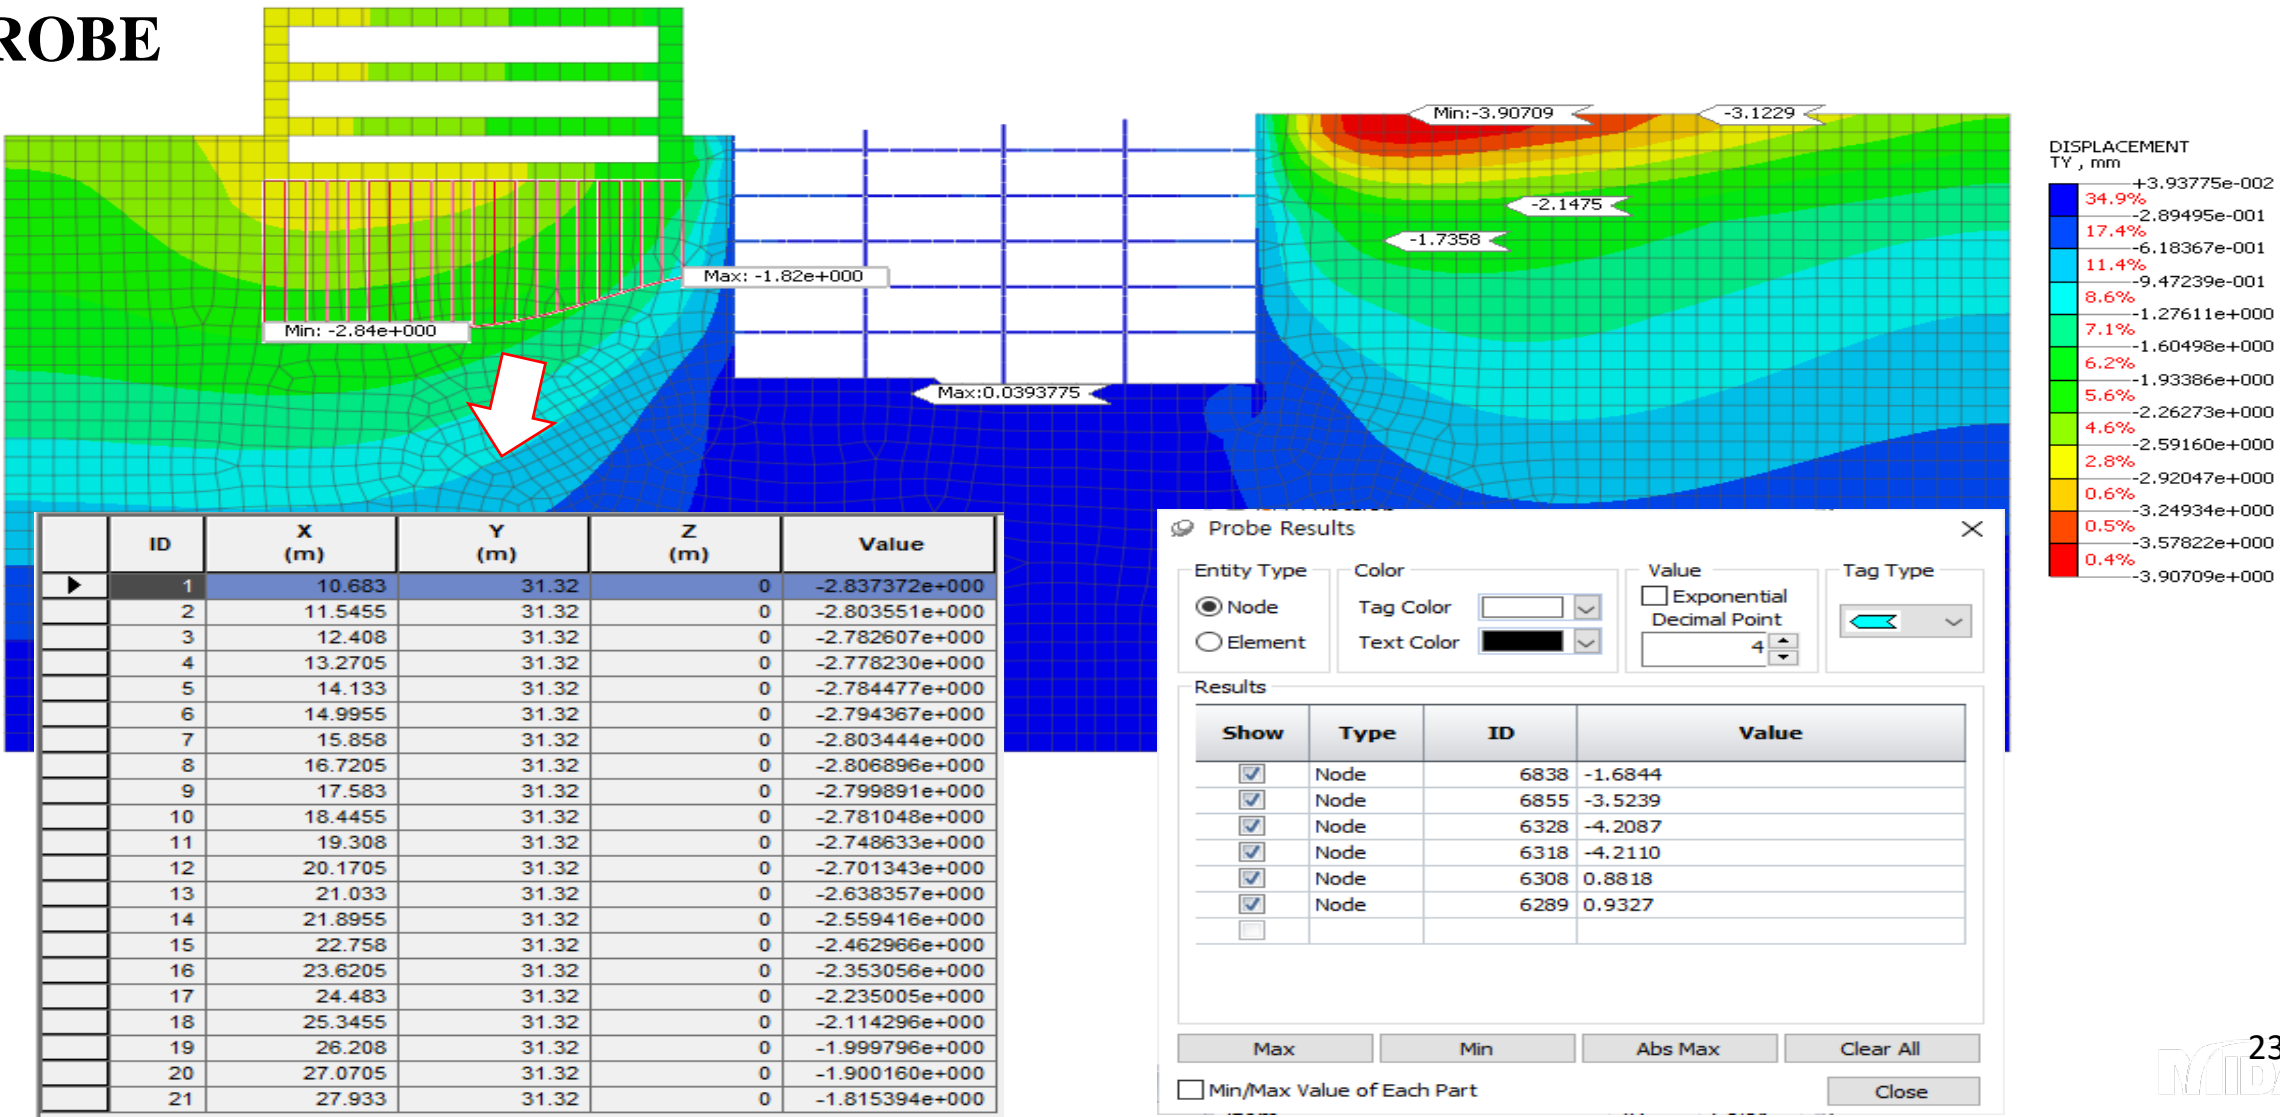 ROBE
Min:-3.90709
-3.1229
-2.1475
-1.7358
Max: -1.82e+000
Min: -2.84e+000
Max:0.0393775
DISPLACEMENT
TY , mm
+3.93775e-002
34.9%
-2.89495e-001
17.4%
-6.18367e-001
11.4%
-9.47239e-001
8.6%
-1.27611e+000
7.1%
-1.60498e+000
6.2%
-1.93386e+000
5.6%
-2.26273e+000
4.6%
-2.59160e+000
2.8%
-2.92047e+000
0.6%
-3.24934e+000
0.5%
-3.57822e+000
0.4%
-3.90709e+000
ID X (m) Y (m) Z (m) Value
1 10.683 31.32 0 -2.837372e+000
2 11.5455 31.32 0 -2.803551e+000
3 12.408 31.32 0 -2.782607e+000
4 13.2705 31.32 0 -2.778230e+000
5 14.133 31.32 0 -2.784477e+000
6 14.9955 31.32 0 -2.794367e+000
7 15.858 31.32 0 -2.803444e+000
8 16.7205 31.32 0 -2.806896e+000
9 17.583 31.32 0 -2.799891e+000
10 18.4455 31.32 0 -2.781048e+000
11 19.308 31.32 0 -2.748633e+000
12 20.1705 31.32 0 -2.701343e+000
13 21.033 31.32 0 -2.638357e+000
14 21.8955 31.32 0 -2.559416e+000
15 22.758 31.32 0 -2.462966e+000
16 23.6205 31.32 0 -2.353056e+000
17 24.483 31.32 0 -2.235005e+000
18 25.3455 31.32 0 -2.114296e+000
19 26.208 31.32 0 -1.999796e+000
20 27.0705 31.32 0 -1.900160e+000
21 27.933 31.32 0 -1.815394e+000
Probe Results
Entity Type Color Value Tag Type
Node Tag Color Exponential
Decimal Point
Element Text Color 4
Results
Show Type ID Value
Node 6838 -1.6844
Node 6855 -3.5239
Node 6328 -4.2087
Node 6318 -4.2110
Node 6308 0.8818
Node 6289 0.9327
Max Min Abs Max Clear All
Min/Max Value of Each Part Close
23